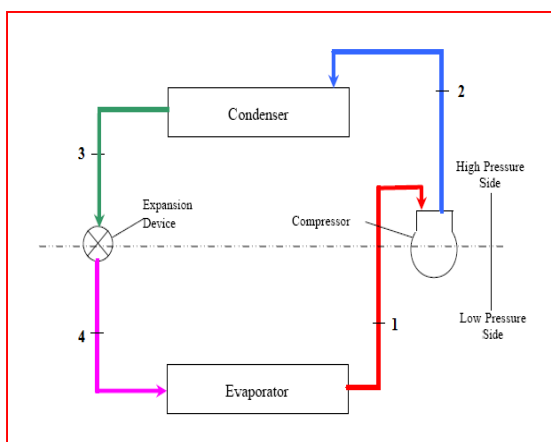 2
Condenser
3
High Pressure
Side
Expansion
Device
Compressor
Low Pressure
Side
4
1
Evaporator